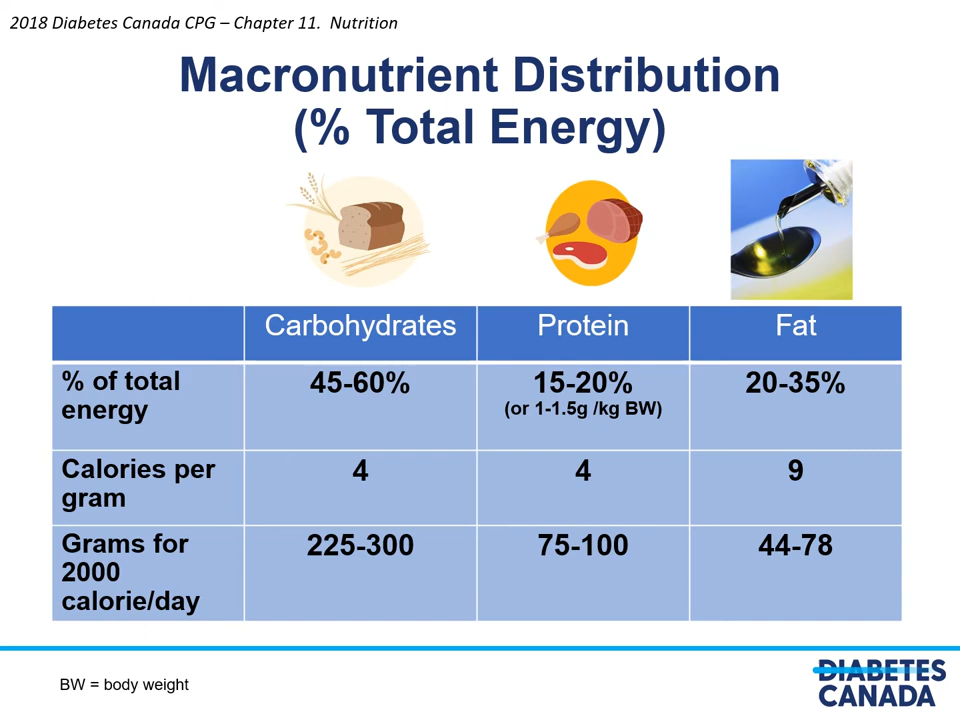 2018 Diabetes Canada CPG – Chapter 11.  Nutrition
Macronutrient Distribution
(% Total Energy)
Carbohydrates Protein Fat
% of total
energy
45-60% 15-20% 20-35%
(or 1-1.5g /kg BW)
Calories per
gram
4 4 9
Grams for
2000
calorie/day
225-300 75-100 44-78
BW = body weight
DIABETES
CANADA